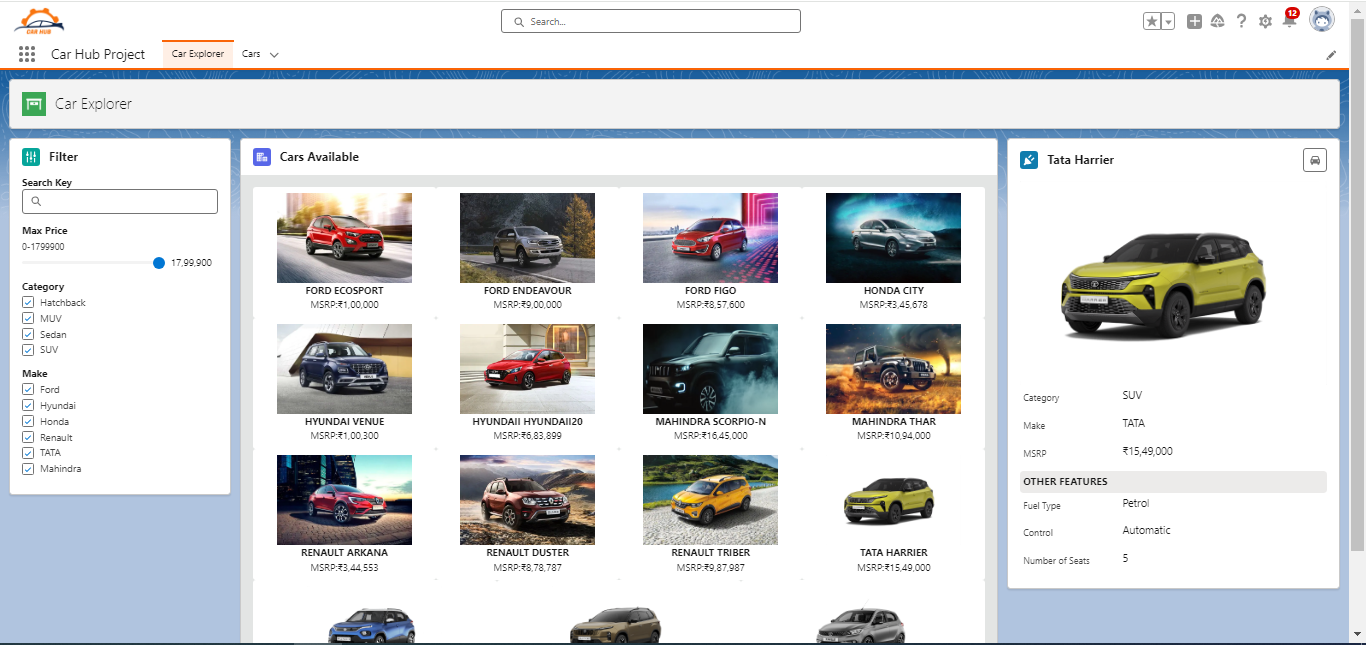 CAR HUB
Search...
12
Car Hub Project
Car Explorer
Cars
Car Explorer
Filter
Search Key
Max Price
0-1799900
17,99,900
Category
Hatchback
MUV
Sedan
SUV
Make
Ford
Hyundai
Honda
Renault
TATA
Mahindra
Cars Available
FORD ECOSPORT
MSRP:₹1,00,000
FORD ENDEAVOUR
MSRP:₹9,00,000
FORD FIGO
MSRP:₹8,57,600
HONDA CITY
MSRP:₹3,45,678
HYUNDAI VENUE
MSRP:₹1,00,300
HYUNDAII HYUNDAII20
MSRP:₹6,83,899
MAHINDRA SCORPIO-N
MSRP:₹16,45,000
MAHINDRA THAR
MSRP:₹10,94,000
RENAULT ARKANA
MSRP:₹3,44,553
RENAULT DUSTER
MSRP:₹8,78,787
RENAULT TRIBER
MSRP:₹9,87,987
TATA HARRIER
MSRP:₹15,49,000
Tata Harrier
Category SUV
Make TATA
MSRP ₹15,49,000
OTHER FEATURES
Fuel Type Petrol
Control Automatic
Number of Seats 5